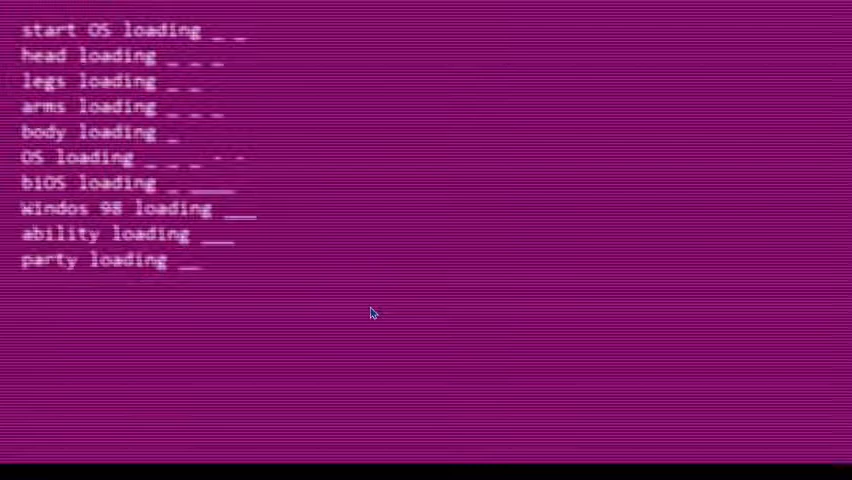 start OS loading _ _
head loading _ _ _
legs loading _ _
arms loading _ _ _
body loading _
OS loading _ _ _ - -
biOS loading _ ____
Windos 98 loading ___
ability loading ___
party loading __